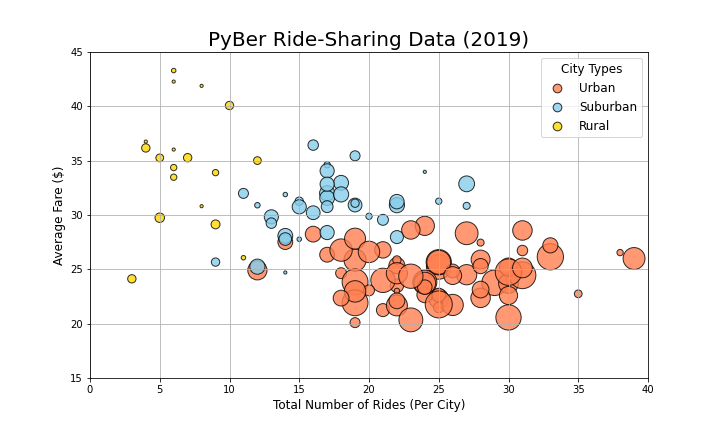 PyBer Ride-Sharing Data (2019)
45
40
35
30
25
20
15
Average Fare ($)
City Types
Urban
Suburban
Rural
0 5 10 15 20 25 30 35 40
Total Number of Rides (Per City)